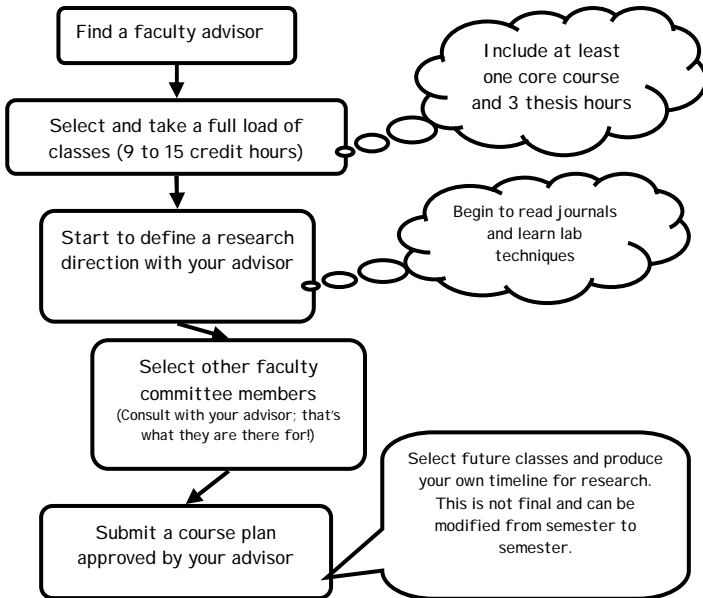 Find a faculty advisor
Include at least
one core course
and 3 thesis hours
Select and take a full load of
classes (9 to 15 credit hours)
Begin to read journals
and learn lab
techniques
Start to define a research
direction with your advisor
Select other faculty
committee members
(Consult with your advisor; that's
what they are there for!)
Select future classes and produce
your own timeline for research.
This is not final and can be
modified from semester to
semester.
Submit a course plan
approved by your advisor